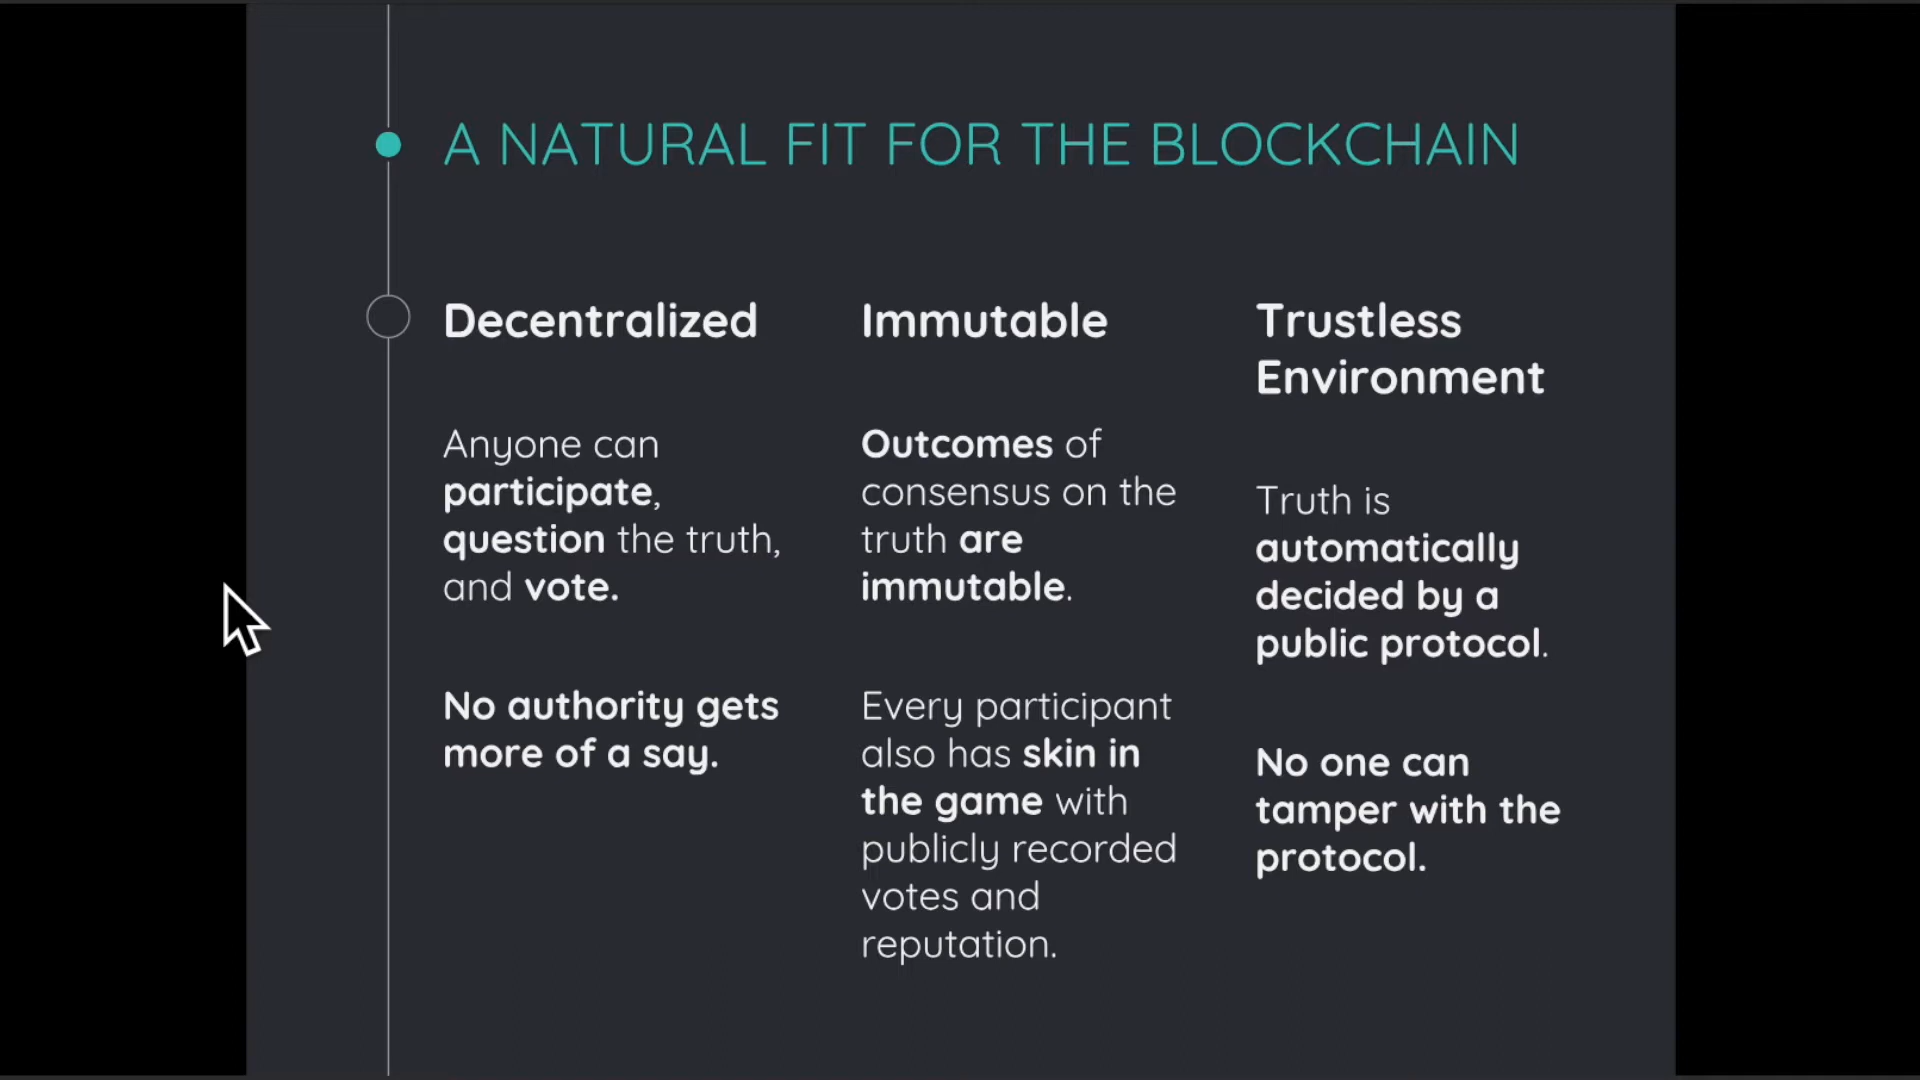 A NATURAL FIT FOR THE BLOCKCHAIN
Decentralized
Anyone can
participate,
question the truth,
and vote.
No authority gets
more of a say.
Immutable
Outcomes of
consensus on the
truth are
immutable.
Every participant
also has skin in
the game with
publicly recorded
votes and
reputation.
Trustless
Environment
Truth is
automatically
decided by a
public protocol.
No one can
tamper with the
protocol.